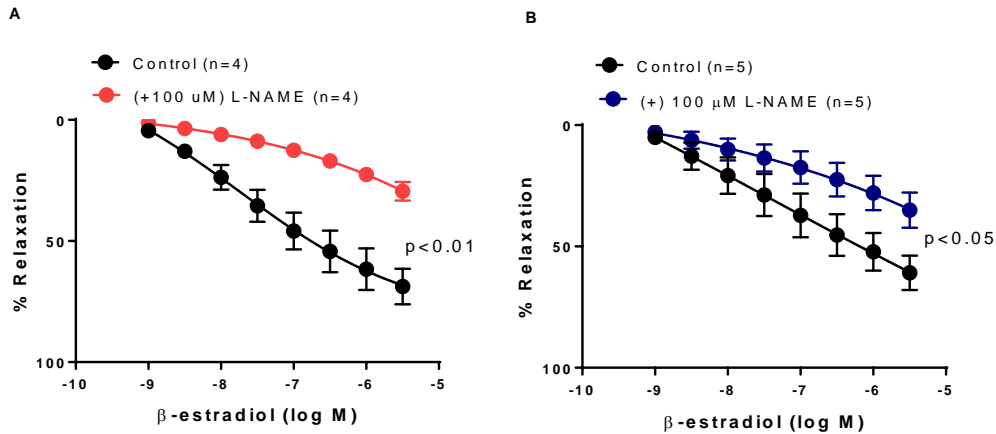 A
Control (n=4)
(+100 uM) L-NAME (n=4)
0
50
100
% Relaxation
p<0.01
-10 -9 -8 -7 -6 -5
β-estradiol (log M)
B
Control (n=5)
(+) 100 μM L-NAME (n=5)
0
50
100
% Relaxation
p<0.05
-10 -9 -8 -7 -6 -5
β-estradiol (log M)